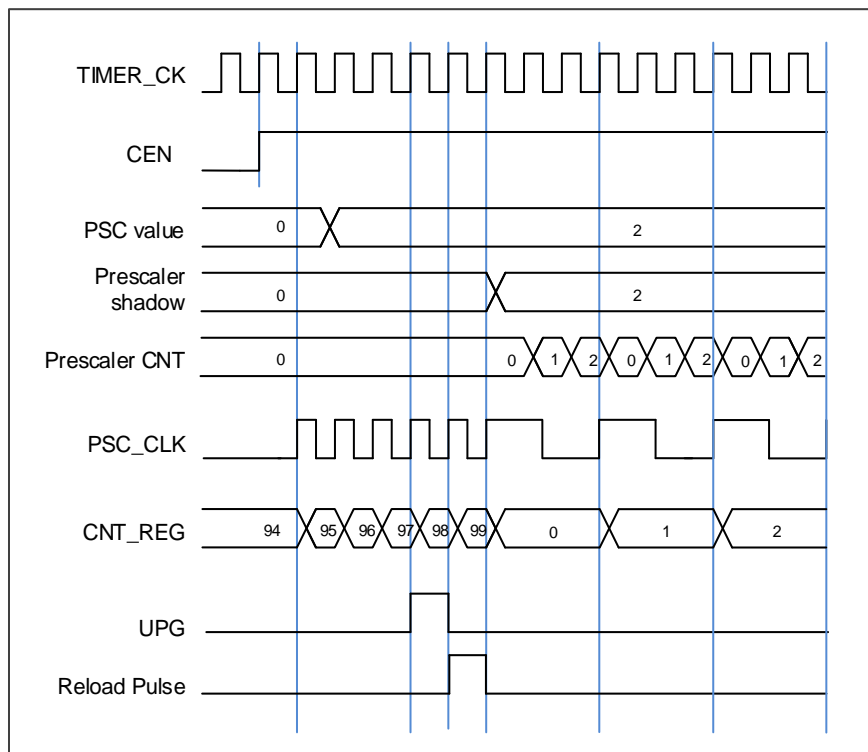 TIMER_CK
CEN
PSC value 0 2
Prescaler
shadow 0 2
Prescaler CNT 0 0 1 2 0 1 2 0 1 2
PSC_CLK
CNT_REG 94 95 96 97 98 99 0 1 2
UPG
Reload Pulse